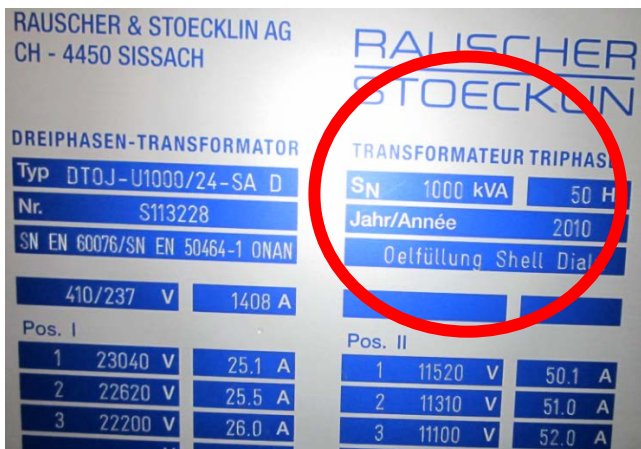 RAUSCHER & STOECKLIN AG
CH - 4450 SISSACH
RAUSCHER
STOECKLIN
DREIPHASEN-TRANSFORMATOR
Typ DTOJ-U1000/24-SA D
Nr. S113228
SN EN 60076/SN EN 50464-1 ONAN
TRANSFORMATEUR TRIPHASE
SN 1000 kVA 50 H
Jahr/Année 2010
Oelfüllung Shell Dial
410/237 V 1408 A
Pos. I
1 23040 V 25.1 A
2 22620 V 25.5 A
3 22200 V 26.0 A
Pos. II
1 11520 V 50.1 A
2 11310 V 51.0 A
3 11100 V 52.0 A